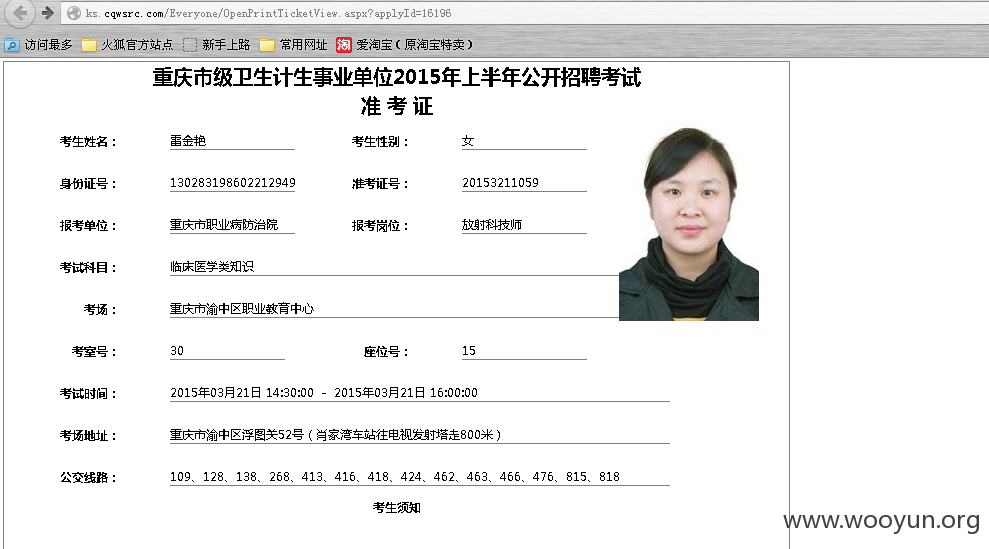 ks.cqwsrc.com/Everyone/OpenPrintTicketView.aspx?applyId=16196
访问最多 火狐官方站点 新手上路 常用网址 淘 爱淘宝（原淘宝特卖）
重庆市级卫生计生事业单位2015年上半年公开招聘考试
准 考 证
考生姓名： 雷金艳 考生性别： 女
身份证号： 130283198602212949 准考证号： 20153211059
报考单位： 重庆市职业病防治院 报考岗位： 放射科技师
考试科目： 临床医学类知识
考场： 重庆市渝中区职业教育中心
考室号： 30 座位号： 15
考试时间： 2015年03月21日 14:30:00 - 2015年03月21日 16:00:00
考场地址： 重庆市渝中区浮图关52号（肖家湾车站往电视发射塔走800米）
公交线路： 109、128、138、268、413、416、418、424、462、463、466、476、815、818
考生须知
www.wooyun.org